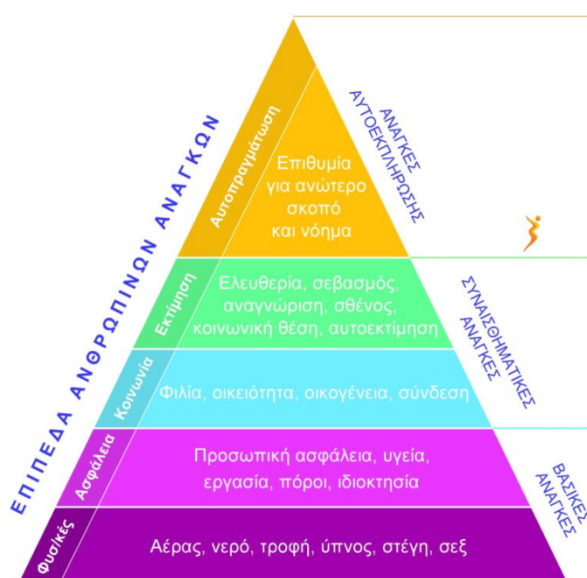 ΕΠΙΠΕΔΑ ΑΝΘΡΩΠΙΝΩΝ ΑΝΑΓΚΩΝ
Αυτοπραγμάτωση
Επιθυμία
για ανώτερο
σκοπό
και νόημα
ΑΝΑΓΚΕΣ
ΑΥΤΟΕΚΠΛΗΡΩΣΗΣ
Εκτίμηση
Ελευθερία, σεβασμός,
αναγνώριση, σθένος,
κοινωνική θέση, αυτοεκτίμηση
ΣΥΝΑΙΣΘΗΜΑΤΙΚΕΣ
ΑΝΑΓΚΕΣ
Κοινωνία
Φιλία, οικειότητα, οικογένεια, σύνδεση
Ασφάλεια
Προσωπική ασφάλεια, υγεία,
εργασία, πόροι, ιδιοκτησία
ΒΑΣΙΚΕΣ
ΑΝΑΓΚΕΣ
Φυσικές
Αέρας, νερό, τροφή, ύπνος, στέγη, σεξ